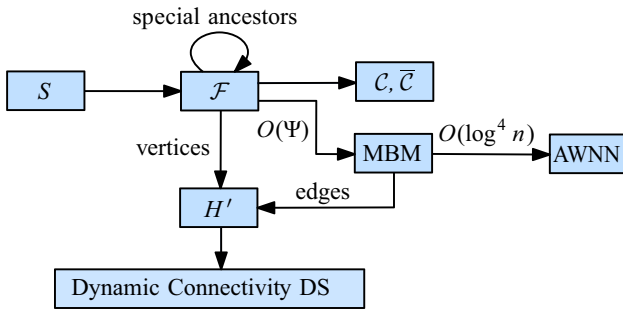 special ancestors
S
ℱ
𝒞, 𝒞̅
vertices
O(Ψ)
MBM
O(log⁴ n)
AWNN
edges
H′
Dynamic Connectivity DS